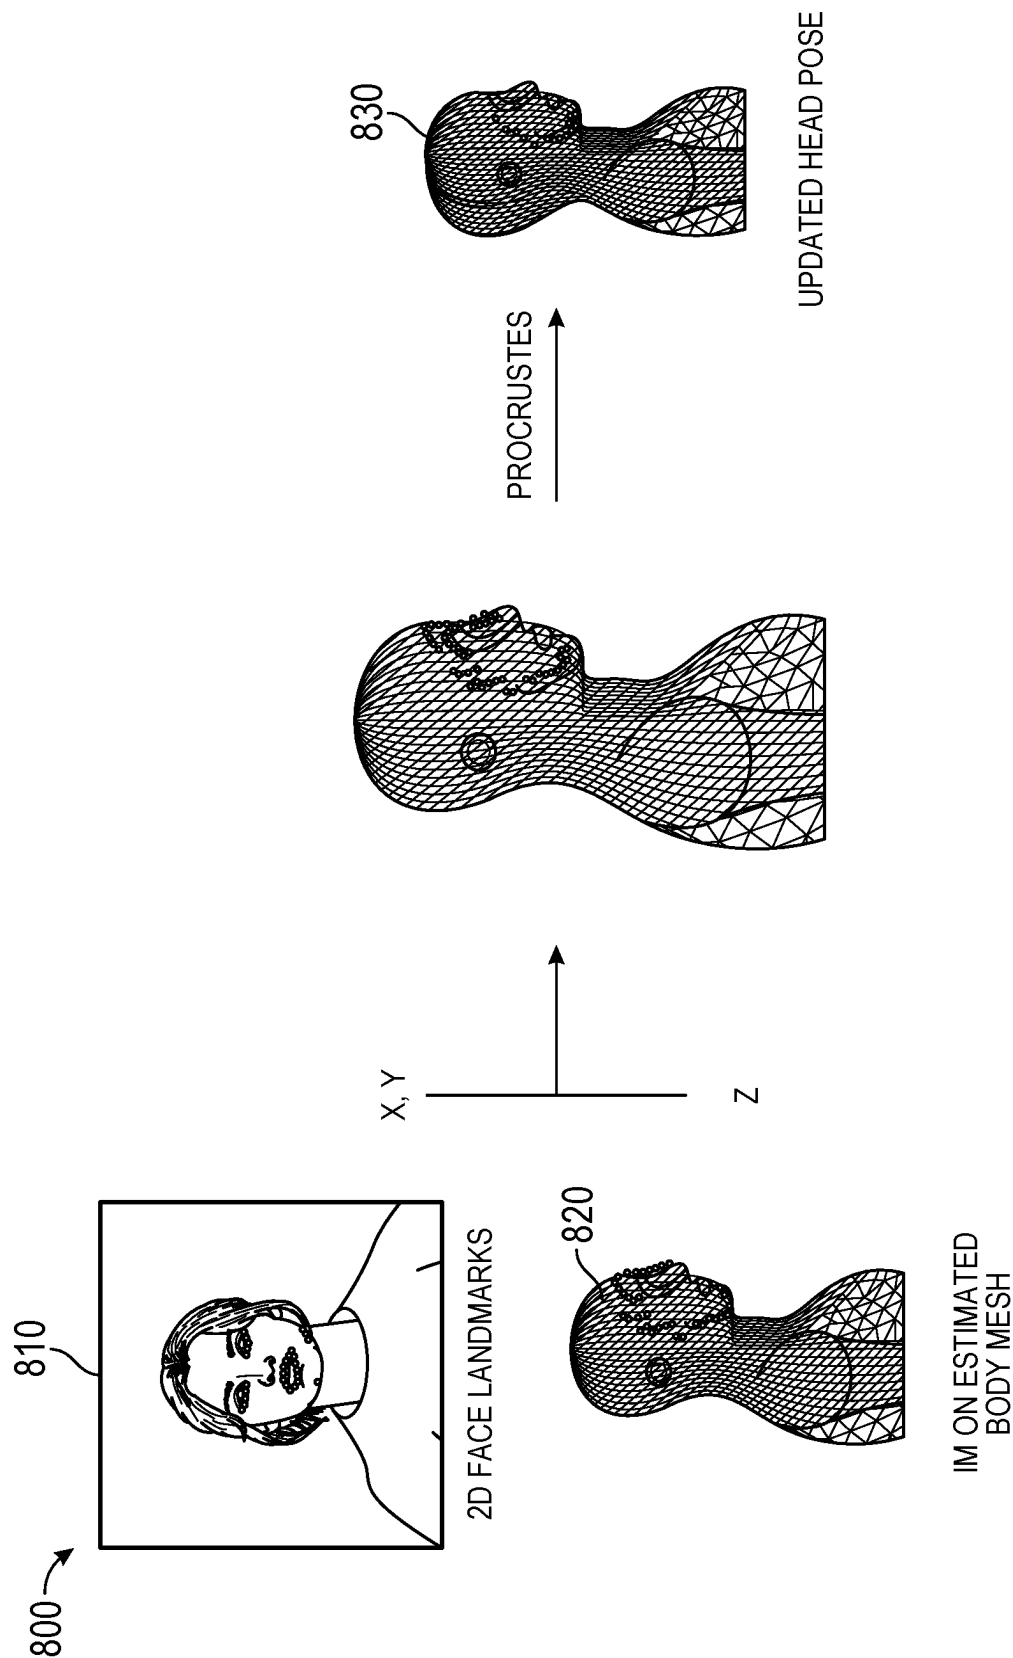 800
810
2D FACE LANDMARKS
820
IM ON ESTIMATED
BODY MESH
X, Y
Z
PROCRUSTES
830
UPDATED HEAD POSE